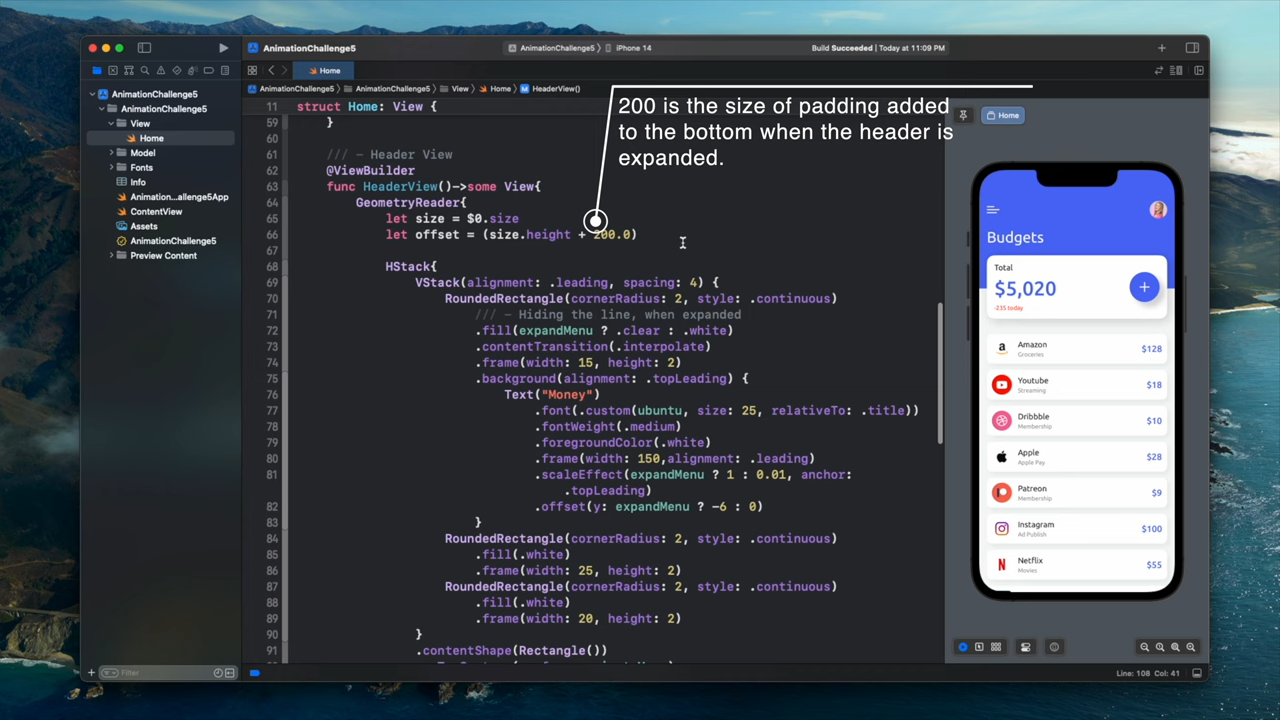 AnimationChallenge5
AnimationChallenge5 › iPhone 14
Build Succeeded | Today at 11:09 PM
Home
AnimationChallenge5 › AnimationChallenge5 › View › Home › M HeaderView()
AnimationChallenge5
AnimationChallenge5
View
Home
Model
Fonts
Info
Animation...allenge5App
ContentView
Assets
AnimationChallenge5
Preview Content
Filter
200 is the size of padding added
to the bottom when the header is
expanded.
11 struct Home: View {
59 }
60
61 /// - Header View
62 @ViewBuilder
63 func HeaderView()->some View{
64 GeometryReader{
65 let size = $0.size
66 let offset = (size.height + 200.0)
67
68 HStack{
69 VStack(alignment: .leading, spacing: 4) {
70 RoundedRectangle(cornerRadius: 2, style: .continuous)
71 /// - Hiding the line, when expanded
72 .fill(expandMenu ? .clear : .white)
73 .contentTransition(.interpolate)
74 .frame(width: 15, height: 2)
75 .background(alignment: .topLeading) {
76 Text("Money")
77 .font(.custom(ubuntu, size: 25, relativeTo: .title))
78 .fontWeight(.medium)
79 .foregroundColor(.white)
80 .frame(width: 150,alignment: .leading)
81 .scaleEffect(expandMenu ? 1 : 0.01, anchor:
.topLeading)
82 .offset(y: expandMenu ? -6 : 0)
83 }
84 RoundedRectangle(cornerRadius: 2, style: .continuous)
85 .fill(.white)
86 .frame(width: 25, height: 2)
87 RoundedRectangle(cornerRadius: 2, style: .continuous)
88 .fill(.white)
89 .frame(width: 20, height: 2)
90 }
91 .contentShape(Rectangle())
Home
Budgets
Total
$5,020
-235 today
+
Amazon
Groceries
$128
Youtube
Streaming
$18
Dribbble
Membership
$10
Apple
Apple Pay
$28
Patreon
Membership
$9
Instagram
Ad Publish
$100
Netflix
Movies
$55
Line: 108 Col: 41